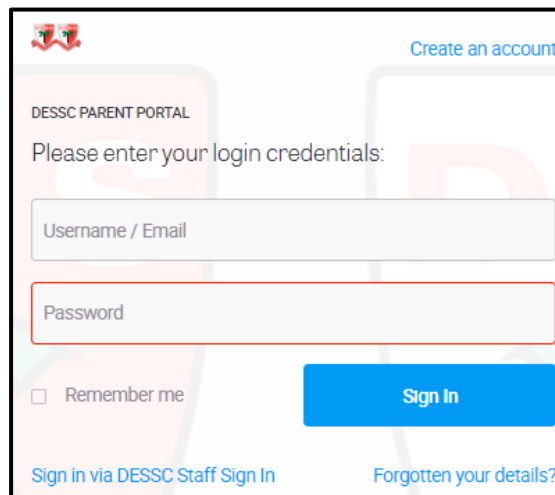 Create an account
DESSC PARENT PORTAL
Please enter your login credentials:
Username / Email
Password
Remember me
Sign In
Sign in via DESSC Staff Sign In
Forgotten your details?